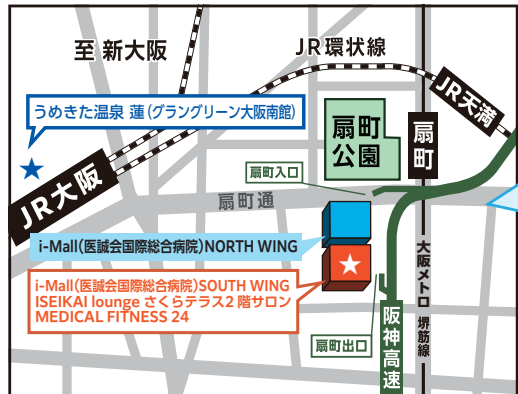 至 新大阪
JR環状線
うめきた温泉 蓮(グラングリーン大阪南館)
JR天満
扇町
公園
扇町
扇町入口
JR大阪
扇町通
i-Mall(医誠会国際総合病院)NORTH WING
i-Mall(医誠会国際総合病院)SOUTH WING
ISEIKAI lounge さくらテラス2階サロン
MEDICAL FITNESS 24
大阪メトロ 堺筋線
阪神高速
扇町出口